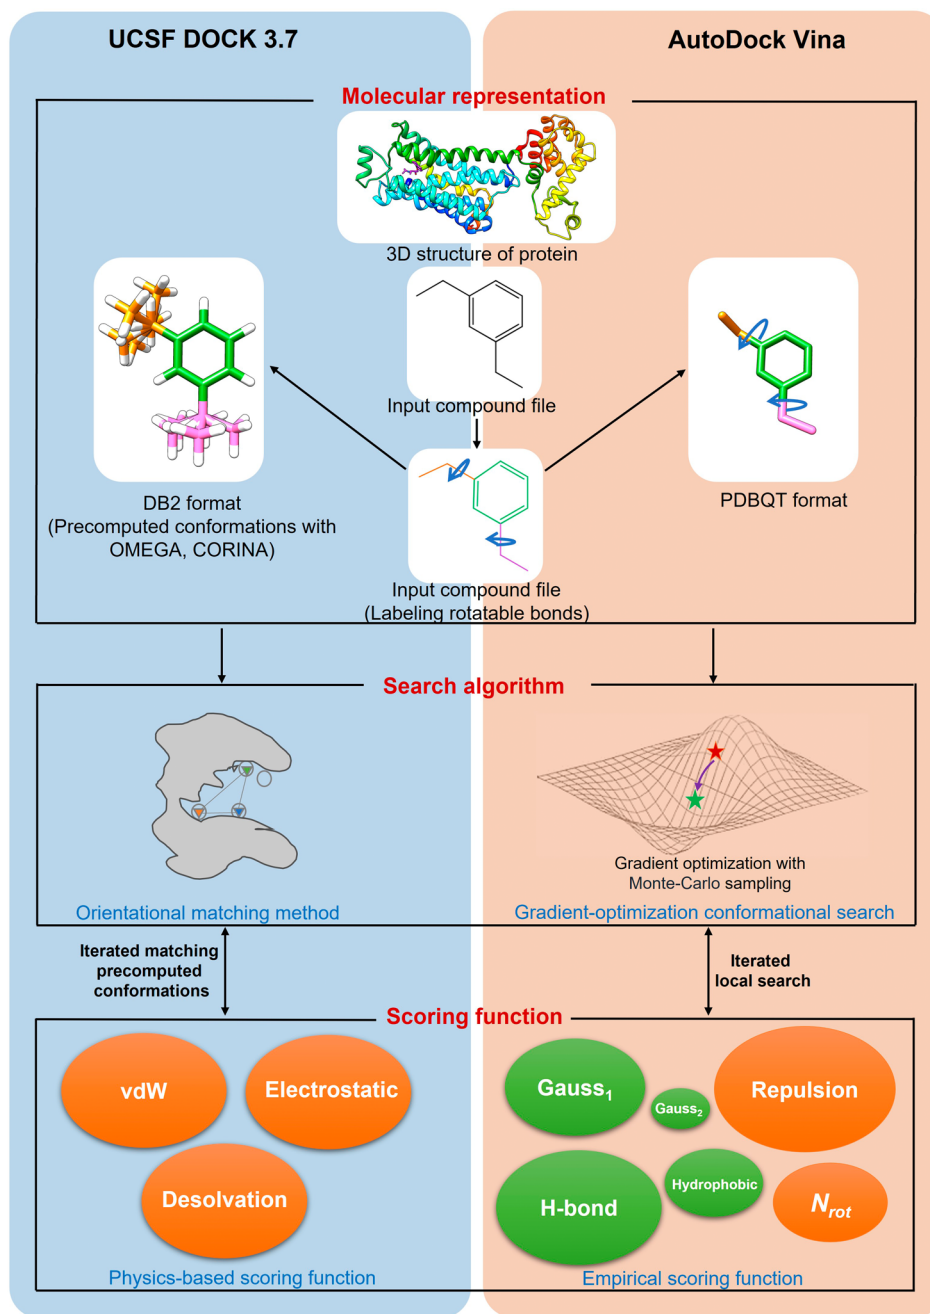 UCSF DOCK 3.7
AutoDock Vina
Molecular representation
3D structure of protein
Input compound file
DB2 format
(Precomputed conformations with
OMEGA, CORINA)
PDBQT format
Input compound file
(Labeling rotatable bonds)
Search algorithm
Orientational matching method
Gradient optimization with
Monte-Carlo sampling
Gradient-optimization conformational search
Iterated matching
precomputed
conformations
Iterated
local search
Scoring function
vdW
Electrostatic
Desolvation
Physics-based scoring function
Gauss₁
Gauss₂
Repulsion
H-bond
Hydrophobic
Nrot
Empirical scoring function